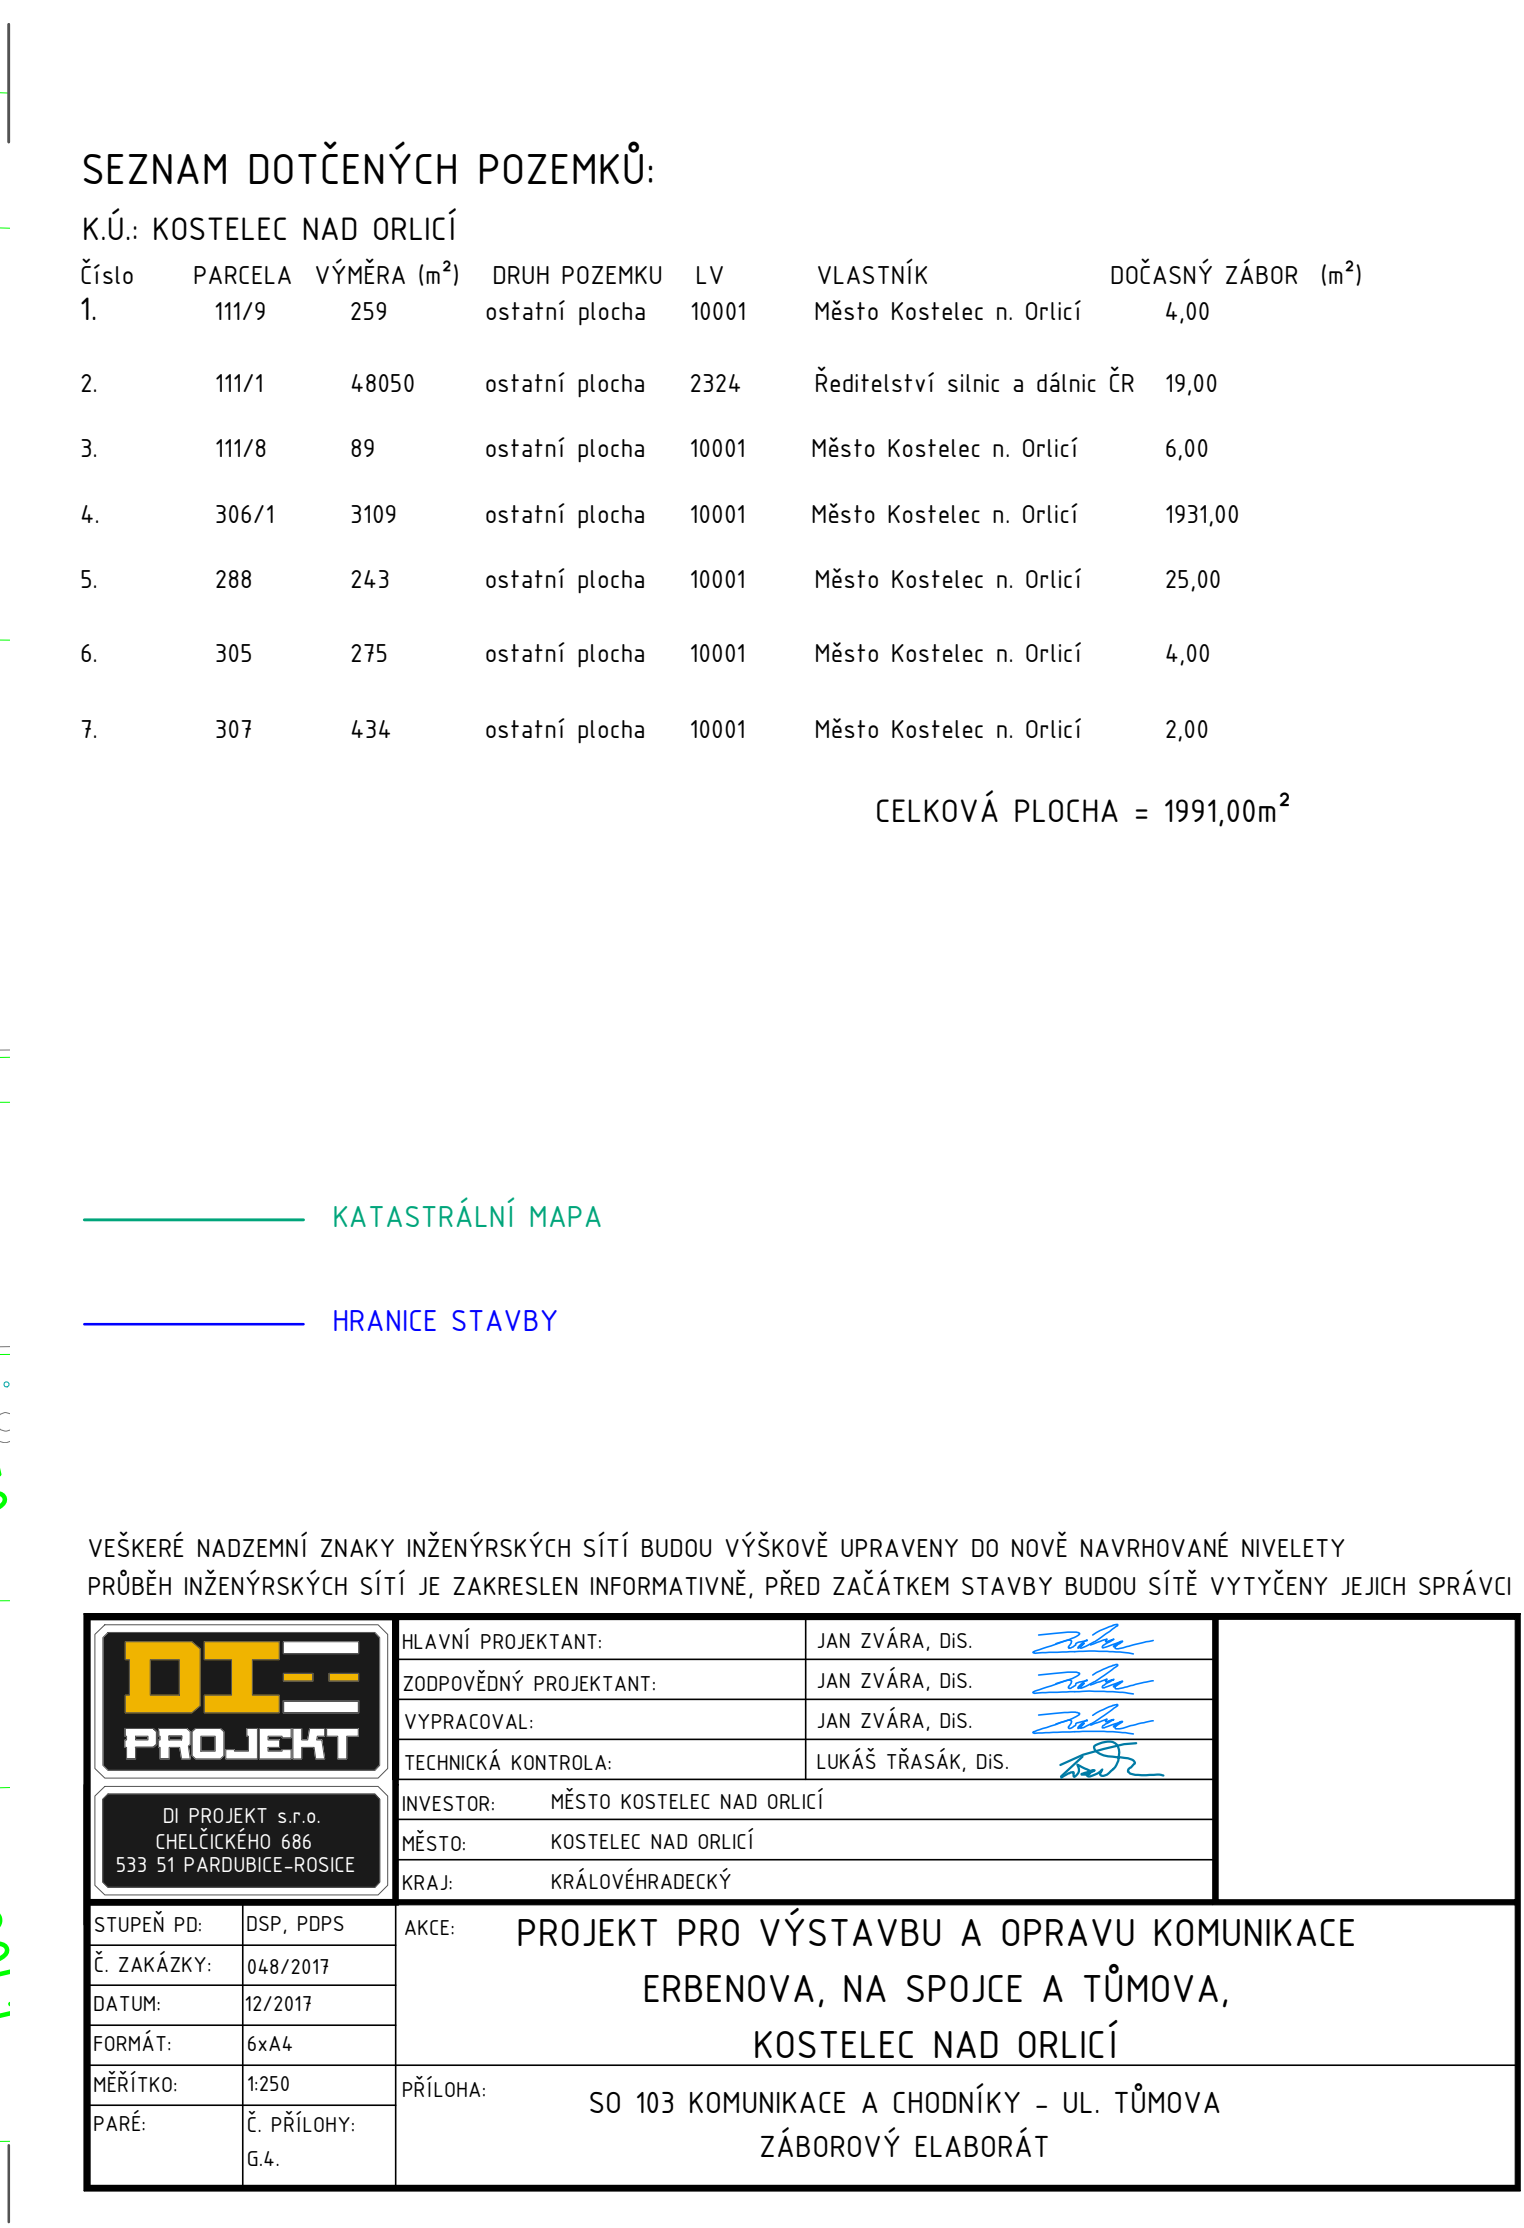 SEZNAM DOTČENÝCH POZEMKŮ:
K.Ú.: KOSTELEC NAD ORLICÍ
Číslo PARCELA VÝMĚRA (m²) DRUH POZEMKU LV VLASTNÍK DOČASNÝ ZÁBOR (m²)
1. 111/9 259 ostatní plocha 10001 Město Kostelec n. Orlicí 4,00
2. 111/1 48050 ostatní plocha 2324 Ředitelství silnic a dálnic ČR 19,00
3. 111/8 89 ostatní plocha 10001 Město Kostelec n. Orlicí 6,00
4. 306/1 3109 ostatní plocha 10001 Město Kostelec n. Orlicí 1931,00
5. 288 243 ostatní plocha 10001 Město Kostelec n. Orlicí 25,00
6. 305 275 ostatní plocha 10001 Město Kostelec n. Orlicí 4,00
7. 307 434 ostatní plocha 10001 Město Kostelec n. Orlicí 2,00
CELKOVÁ PLOCHA = 1991,00m²
KATASTRÁLNÍ MAPA
HRANICE STAVBY
VEŠKERÉ NADZEMNÍ ZNAKY INŽENÝRSKÝCH SÍTÍ BUDOU VÝŠKOVĚ UPRAVENY DO NOVĚ NAVRHOVANÉ NIVELETY
PRŮBĚH INŽENÝRSKÝCH SÍTÍ JE ZAKRESLEN INFORMATIVNĚ, PŘED ZAČÁTKEM STAVBY BUDOU SÍTĚ VYTYČENY JEJICH SPRÁVCI
DI
PROJEKT
DI PROJEKT s.r.o.
CHELČICKÉHO 686
533 51 PARDUBICE-ROSICE
HLAVNÍ PROJEKTANT: JAN ZVÁRA, DiS.
ZODPOVĚDNÝ PROJEKTANT: JAN ZVÁRA, DiS.
VYPRACOVAL: JAN ZVÁRA, DiS.
TECHNICKÁ KONTROLA: LUKÁŠ TŘASÁK, DiS.
INVESTOR: MĚSTO KOSTELEC NAD ORLICÍ
MĚSTO: KOSTELEC NAD ORLICÍ
KRAJ: KRÁLOVÉHRADECKÝ
STUPEŇ PD: DSP, PDPS
Č. ZAKÁZKY: 048/2017
DATUM: 12/2017
FORMÁT: 6xA4
MĚŘÍTKO: 1:250
PARÉ: Č. PŘÍLOHY:
G.4.
AKCE: PROJEKT PRO VÝSTAVBU A OPRAVU KOMUNIKACE
ERBENOVA, NA SPOJCE A TŮMOVA,
KOSTELEC NAD ORLICÍ
PŘÍLOHA: SO 103 KOMUNIKACE A CHODNÍKY - UL. TŮMOVA
ZÁBOROVÝ ELABORÁT